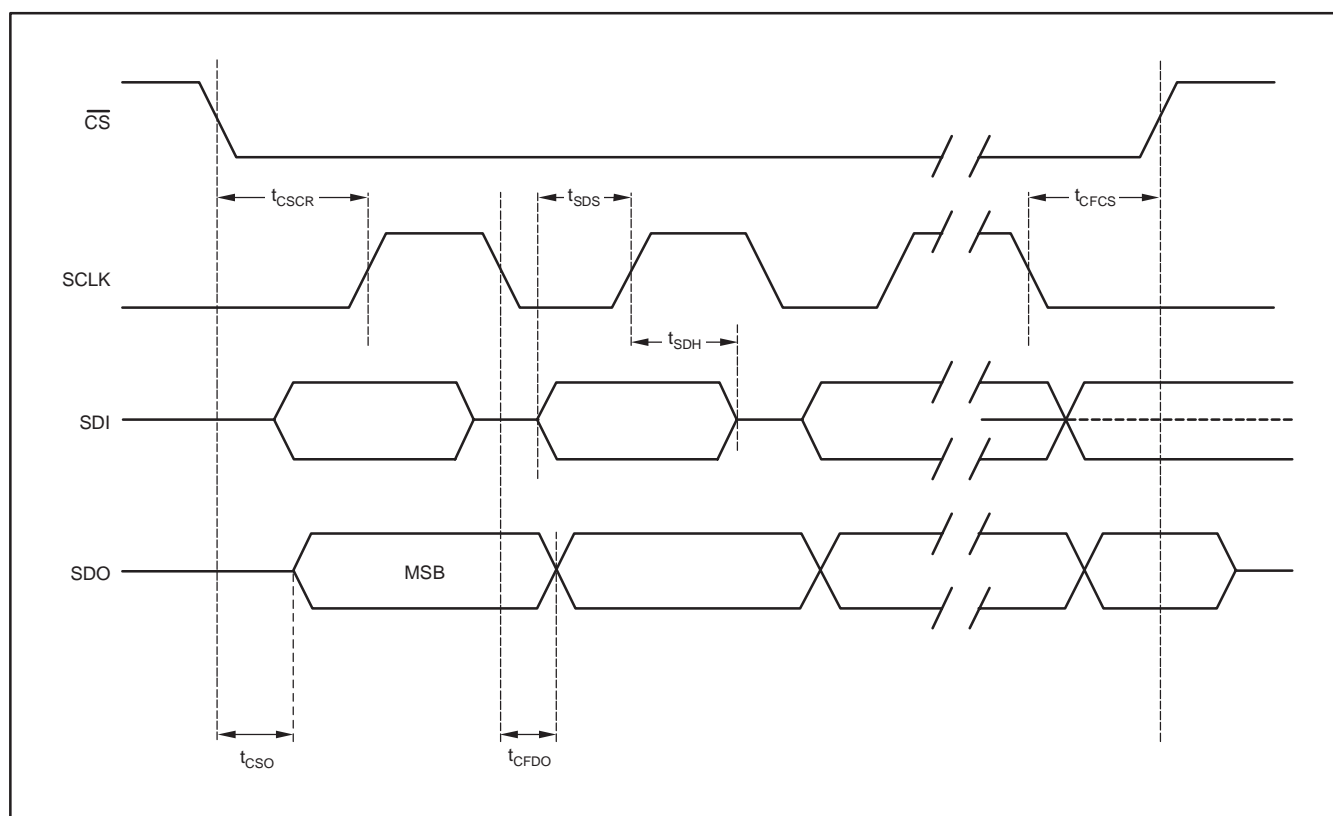 CS
tCSCR
tSDS
tCFCS
SCLK
tSDH
SDI
SDO
MSB
tCSO
tCFDO